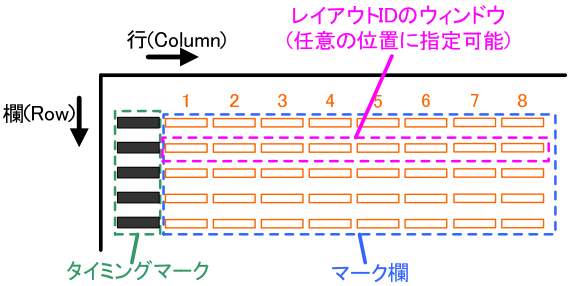 レイアウトIDのウィンドウ
(任意の位置に指定可能)
行(Column)
欄(Row)
1 2 3 4 5 6 7 8
タイミングマーク
マーク欄